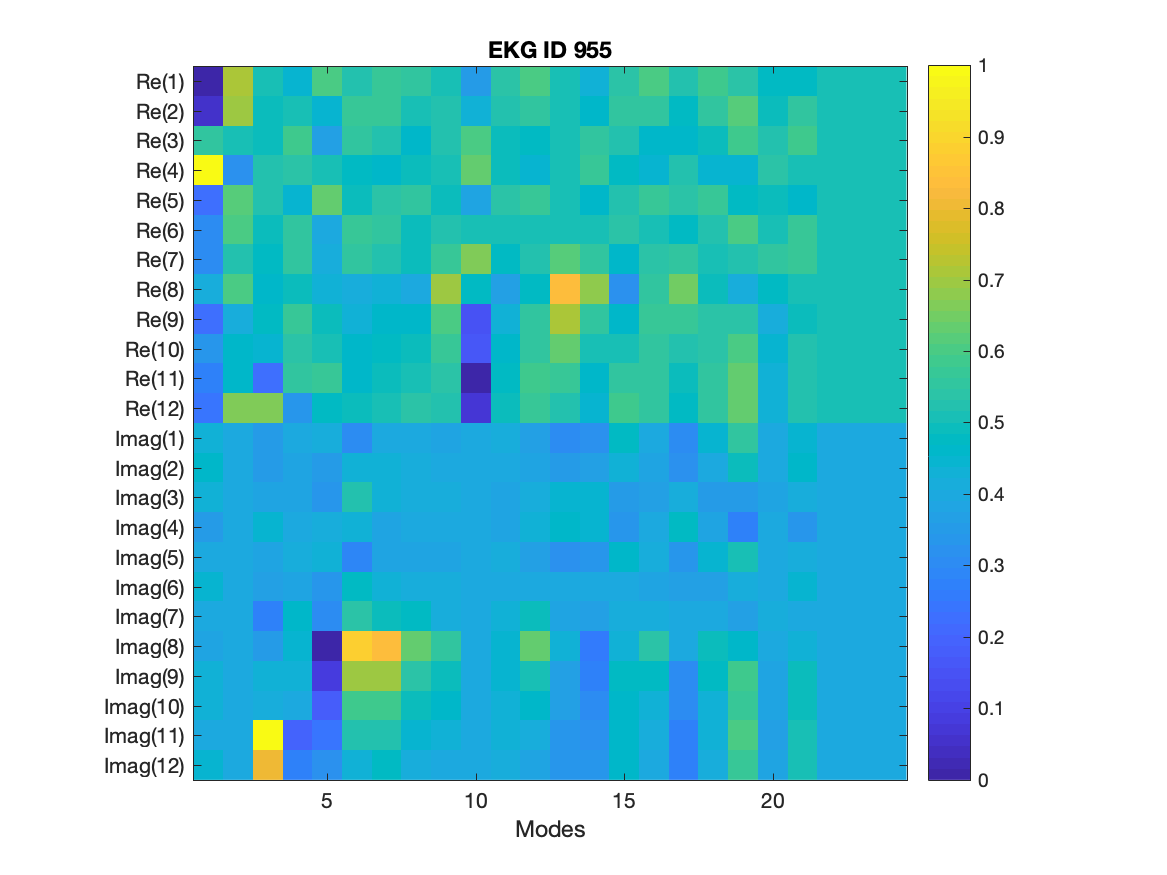 EKG ID 955
Re(1)
Re(2)
Re(3)
Re(4)
Re(5)
Re(6)
Re(7)
Re(8)
Re(9)
Re(10)
Re(11)
Re(12)
Imag(1)
Imag(2)
Imag(3)
Imag(4)
Imag(5)
Imag(6)
Imag(7)
Imag(8)
Imag(9)
Imag(10)
Imag(11)
Imag(12)
5 10 15 20
Modes
1
0.9
0.8
0.7
0.6
0.5
0.4
0.3
0.2
0.1
0